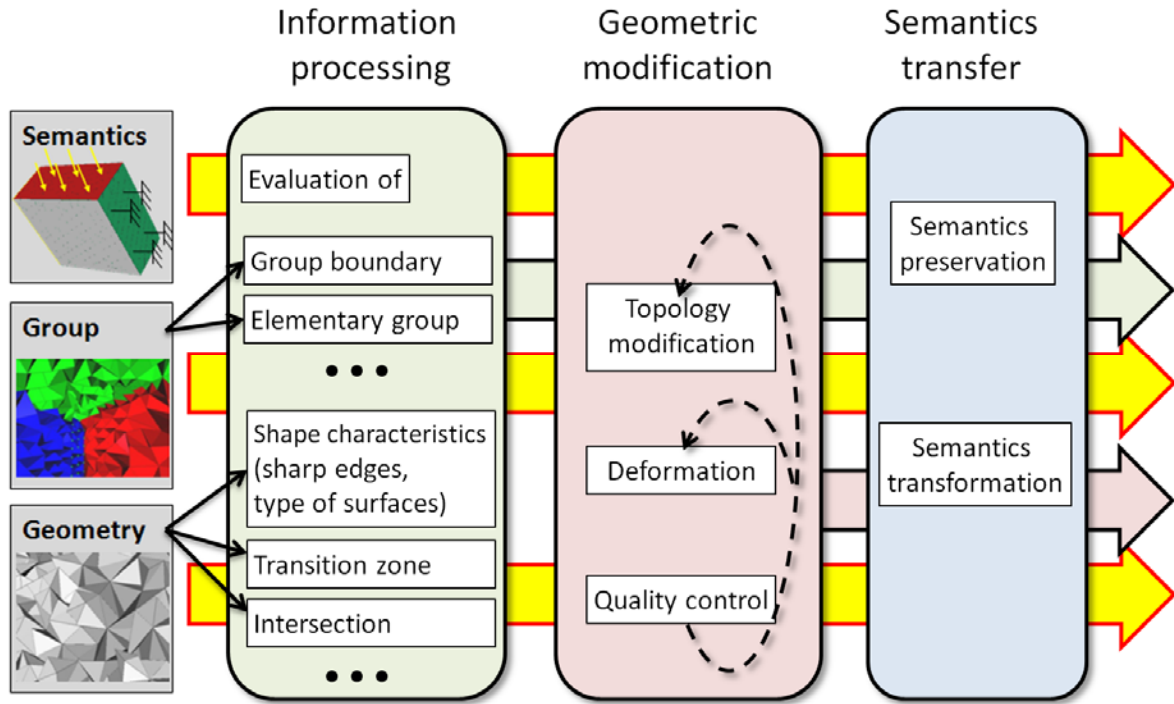 Information
processing
Geometric
modification
Semantics
transfer
Semantics
Group
Geometry
Evaluation of
Group boundary
Elementary group
• • •
Shape characteristics
(sharp edges,
type of surfaces)
Transition zone
Intersection
• • •
Topology
modification
Deformation
Quality control
Semantics
preservation
Semantics
transformation